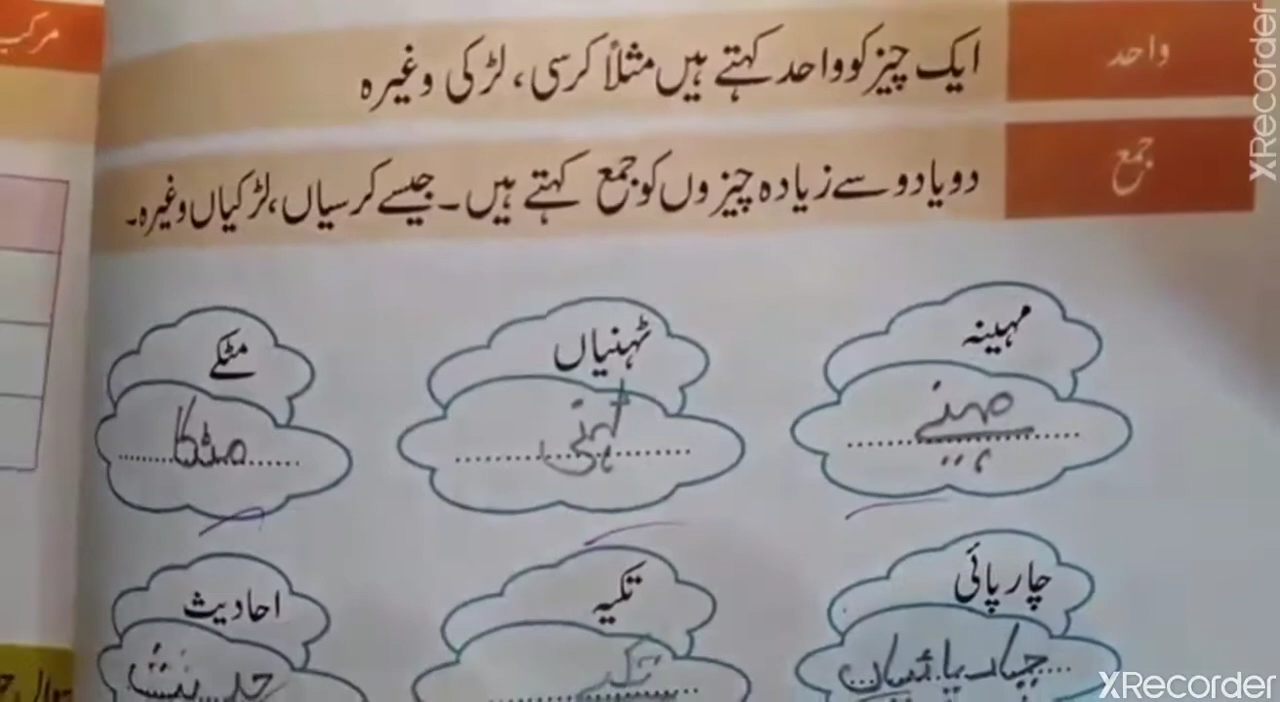 واحد
ایک چیز کو واحد کہتے ہیں مثلاً کرسی، لڑکی وغیرہ
جمع
دو یا دو سے زیادہ چیزوں کو جمع کہتے ہیں۔ جیسے کرسیاں، لڑکیاں وغیرہ۔
مرکب
مہینہ
مہینے
ٹہنیاں
ٹہنی
مٹکے
مٹکا
چارپائی
چارپائیاں
تکیہ
احادیث
XRecorder
XRecorder